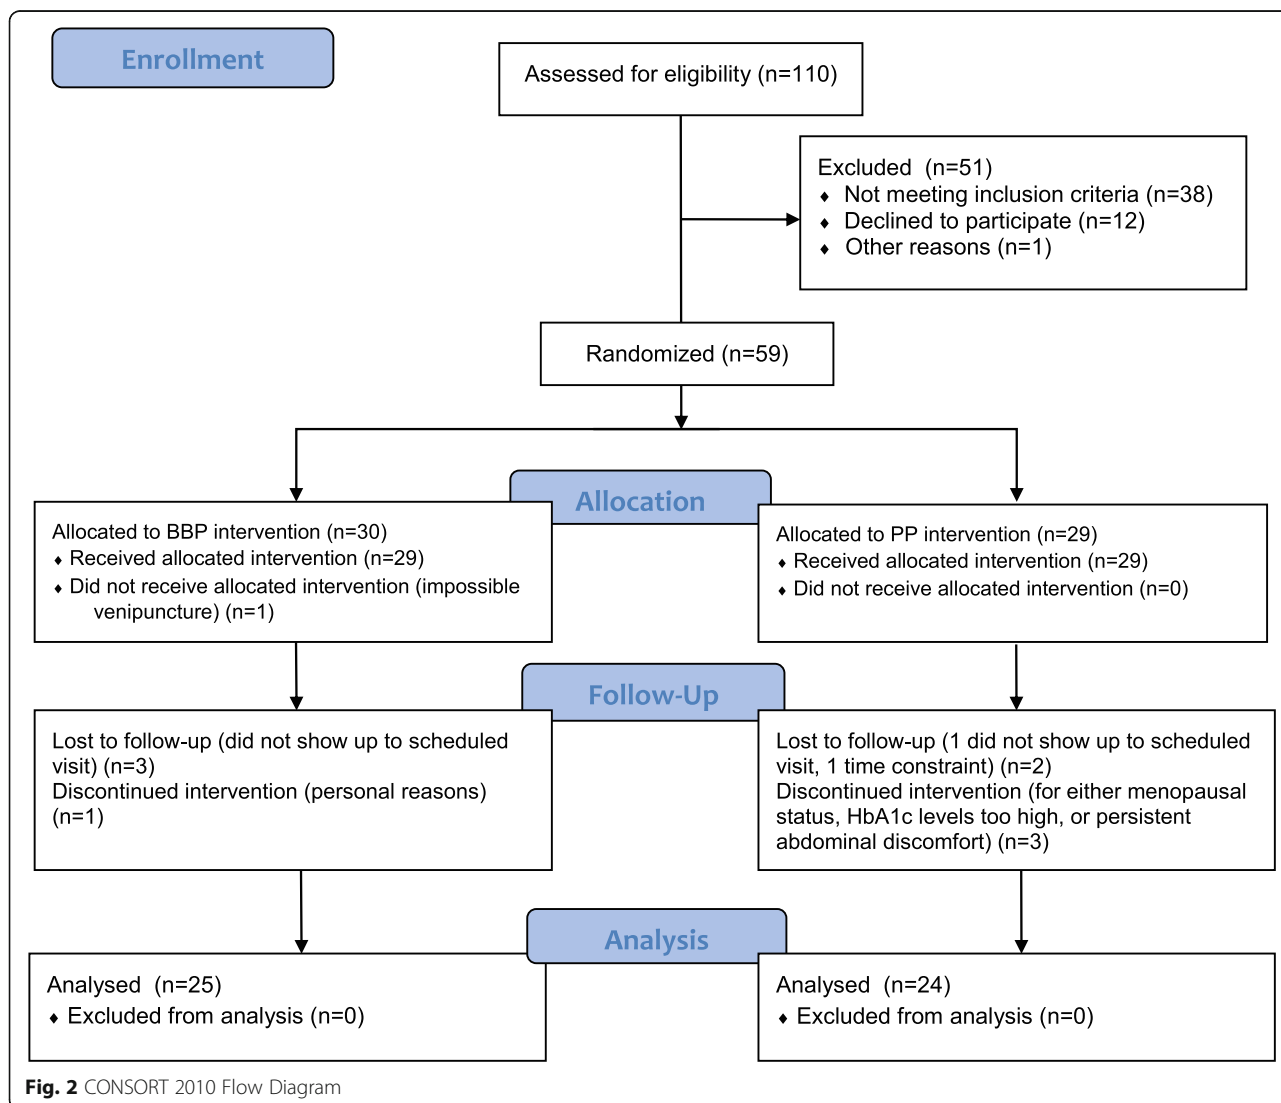 Enrollment
Assessed for eligibility (n=110)
Excluded (n=51)
♦ Not meeting inclusion criteria (n=38)
♦ Declined to participate (n=12)
♦ Other reasons (n=1)
Randomized (n=59)
Allocation
Allocated to BBP intervention (n=30)
♦ Received allocated intervention (n=29)
♦ Did not receive allocated intervention (impossible
venipuncture) (n=1)
Allocated to PP intervention (n=29)
♦ Received allocated intervention (n=29)
♦ Did not receive allocated intervention (n=0)
Follow-Up
Lost to follow-up (did not show up to scheduled
visit) (n=3)
Discontinued intervention (personal reasons)
(n=1)
Lost to follow-up (1 did not show up to scheduled
visit, 1 time constraint) (n=2)
Discontinued intervention (for either menopausal
status, HbA1c levels too high, or persistent
abdominal discomfort) (n=3)
Analysis
Analysed (n=25)
♦ Excluded from analysis (n=0)
Analysed (n=24)
♦ Excluded from analysis (n=0)
Fig. 2 CONSORT 2010 Flow Diagram